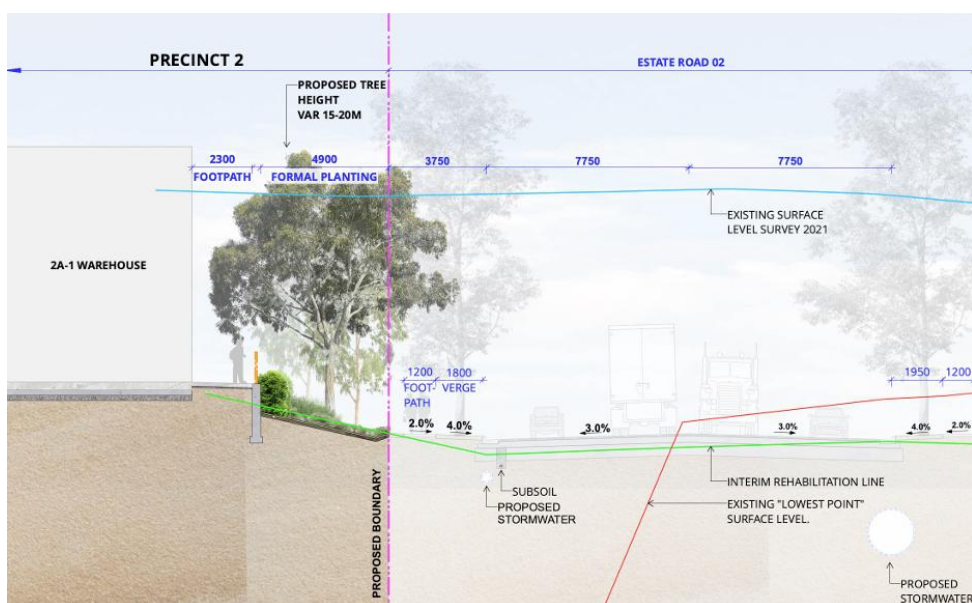 PRECINCT 2
ESTATE ROAD 02
PROPOSED TREE
HEIGHT
VAR 15-20M
2300
4900
3750
7750
7750
FOOTPATH
FORMAL PLANTING
EXISTING SURFACE
LEVEL SURVEY 2021
2A-1 WAREHOUSE
1200
1800
1950
1200
FOOT-
PATH
VERGE
2.0%
4.0%
3.0%
3.0%
4.0%
2.0%
INTERIM REHABILITATION LINE
SUBSOIL
PROPOSED
STORMWATER
EXISTING "LOWEST POINT"
SURFACE LEVEL.
PROPOSED BOUNDARY
PROPOSED
STORMWATER